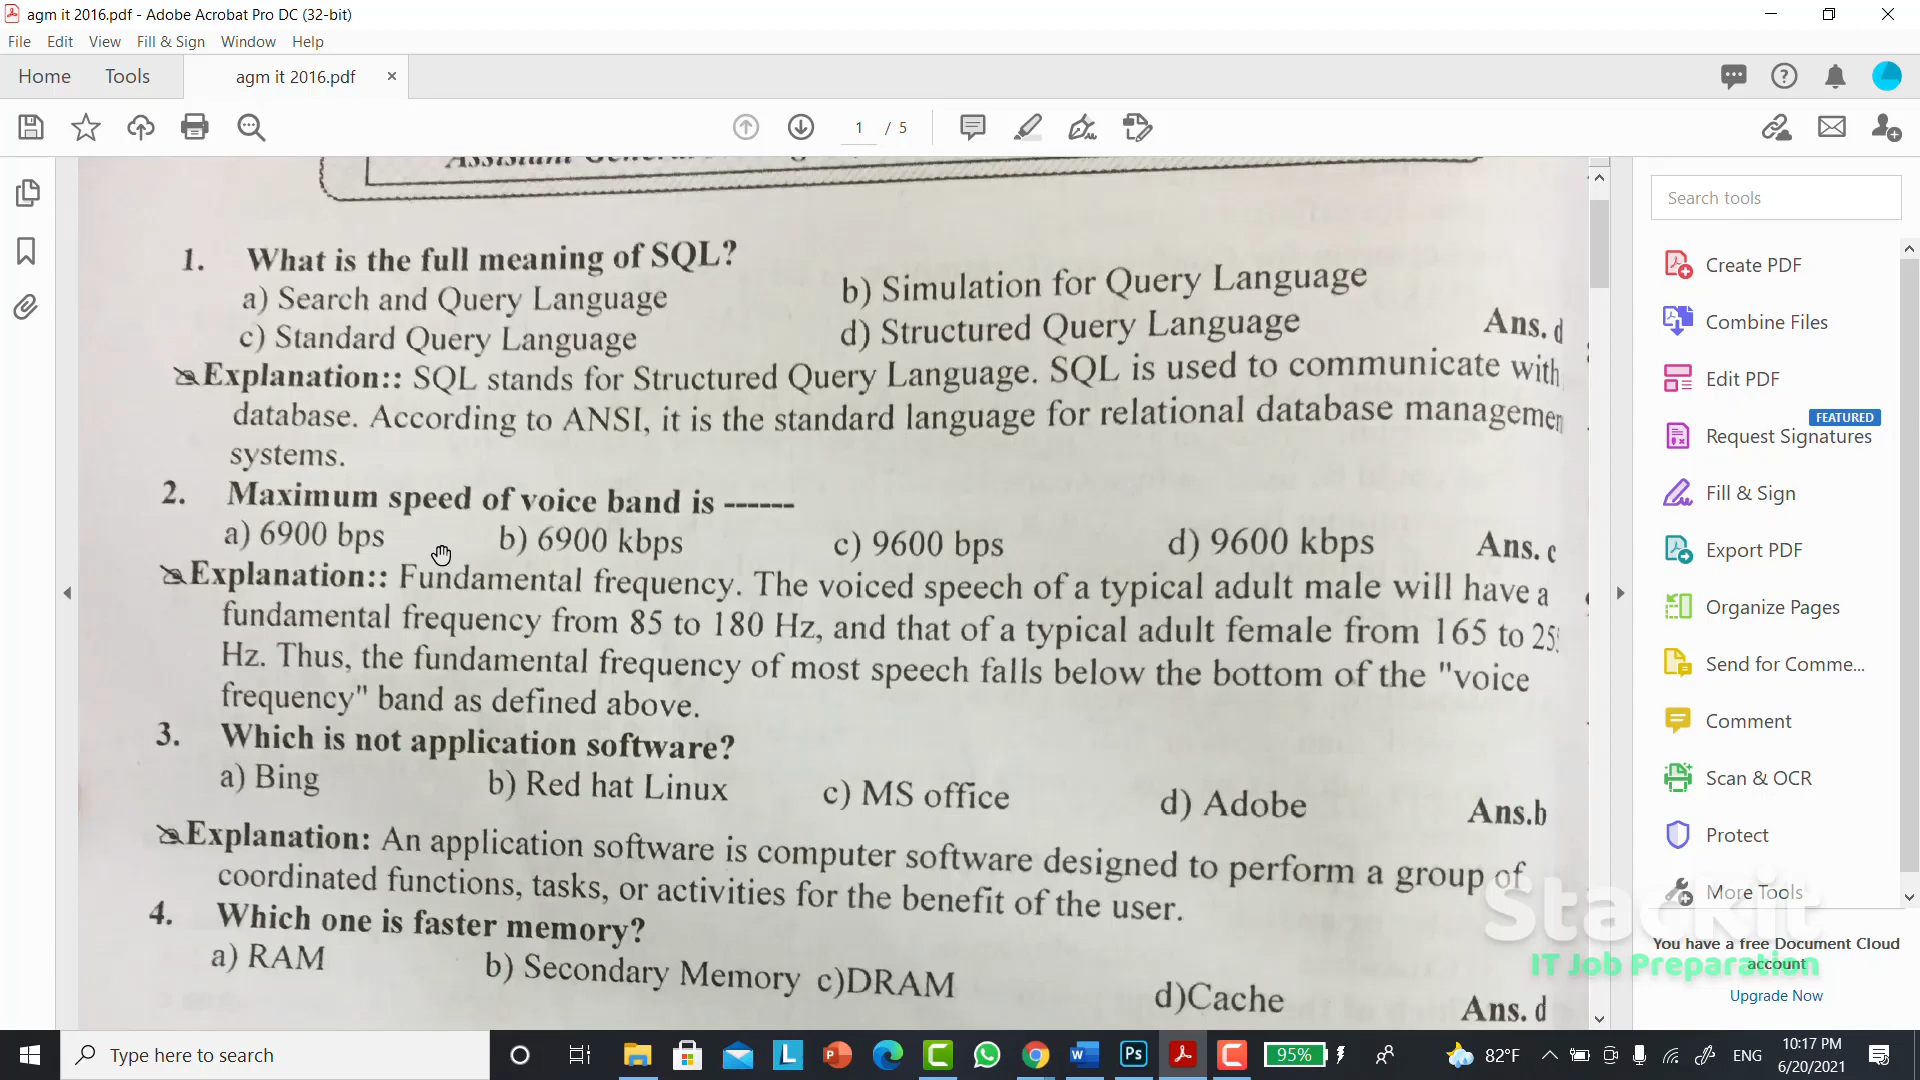 agm it 2016.pdf - Adobe Acrobat Pro DC (32-bit)
File Edit View Fill & Sign Window Help
Home Tools agm it 2016.pdf
1 / 5
Search tools
Create PDF
Combine Files
Edit PDF
FEATURED
Request Signatures
Fill & Sign
Export PDF
Organize Pages
Send for Comme...
Comment
Scan & OCR
Protect
More Tools
You have a free Document Cloud
account
Upgrade Now
1. What is the full meaning of SQL?
a) Search and Query Language b) Simulation for Query Language
c) Standard Query Language d) Structured Query Language Ans. d
Explanation:: SQL stands for Structured Query Language. SQL is used to communicate with
database. According to ANSI, it is the standard language for relational database managemen
systems.
2. Maximum speed of voice band is ------
a) 6900 bps b) 6900 kbps c) 9600 bps d) 9600 kbps Ans. c
Explanation:: Fundamental frequency. The voiced speech of a typical adult male will have a
fundamental frequency from 85 to 180 Hz, and that of a typical adult female from 165 to 25
Hz. Thus, the fundamental frequency of most speech falls below the bottom of the "voice
frequency" band as defined above.
3. Which is not application software?
a) Bing b) Red hat Linux c) MS office d) Adobe Ans.b
Explanation: An application software is computer software designed to perform a group of
coordinated functions, tasks, or activities for the benefit of the user.
4. Which one is faster memory?
a) RAM b) Secondary Memory c)DRAM d)Cache Ans. d
Stackit
IT Job Preparation
Type here to search
95%
82°F
ENG
10:17 PM
6/20/2021